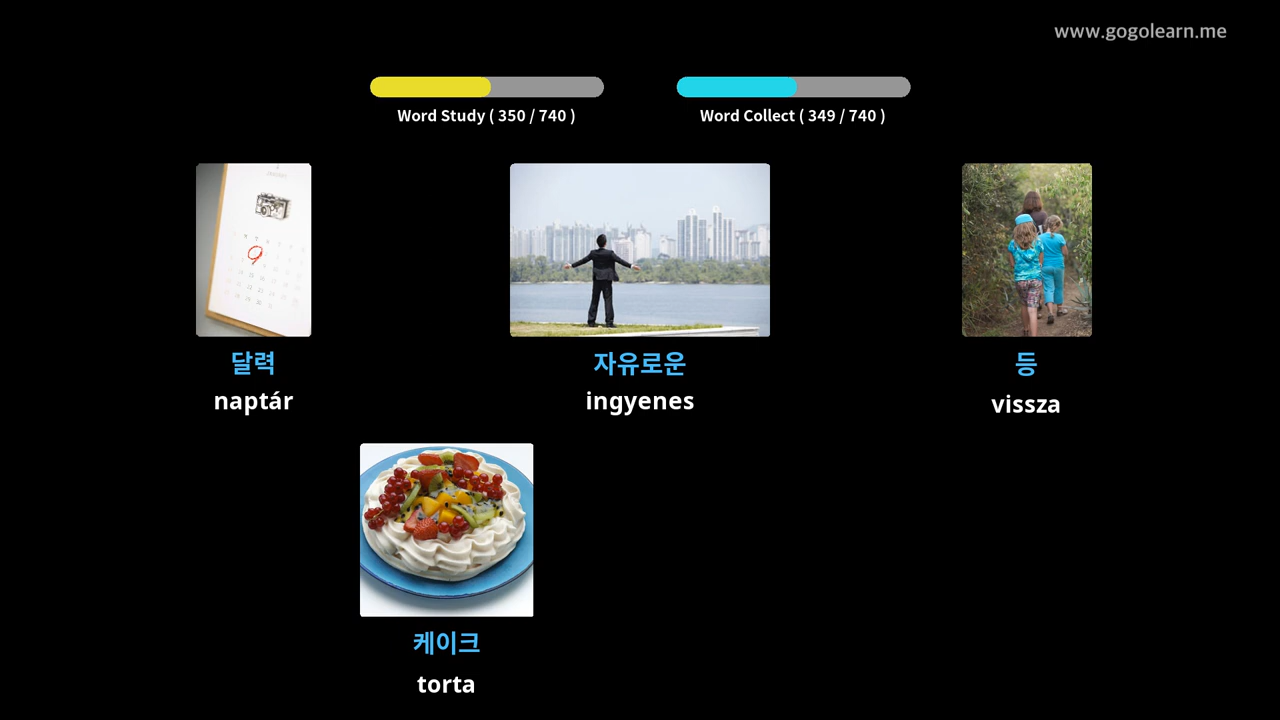 www.gogolearn.me
Word Study ( 350 / 740 )
Word Collect ( 349 / 740 )
달력
naptár
자유로운
ingyenes
등
vissza
케이크
torta